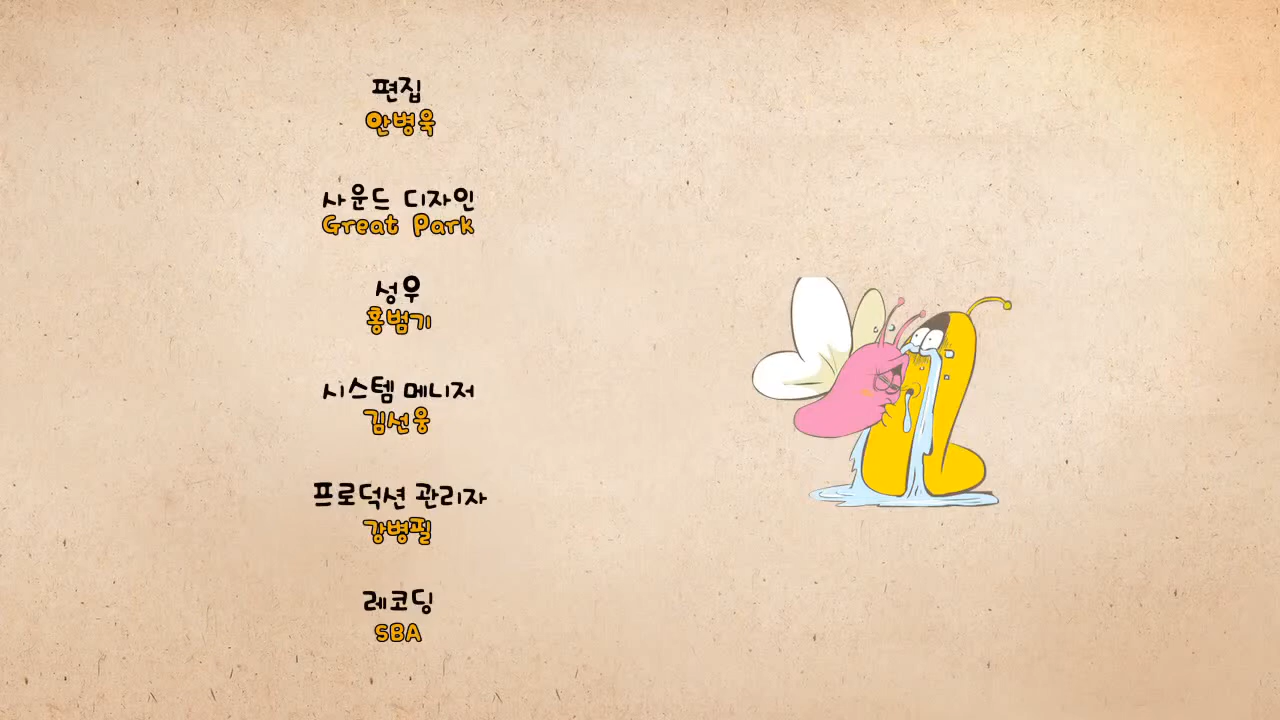 편집
안병욱
사운드 디자인
Great Park
성우
홍범기
시스템 메니저
김선웅
프로덕션 관리자
강병필
레코딩
SBA